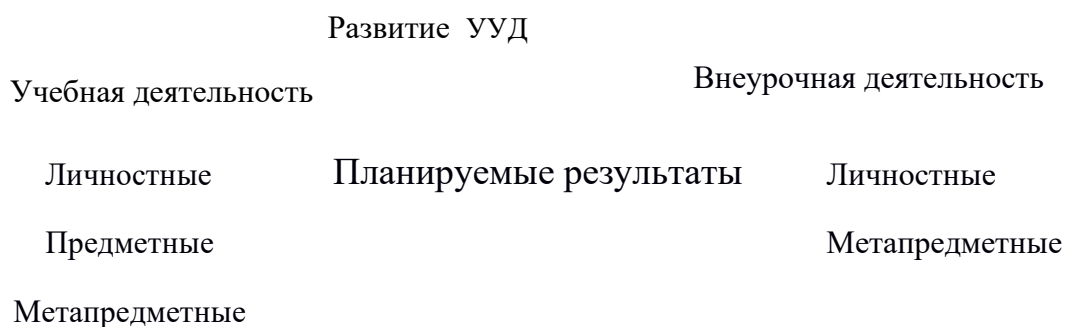 Развитие УУД
Учебная деятельность
Внеурочная деятельность
Личностные
Планируемые результаты
Личностные
Предметные
Метапредметные
Метапредметные